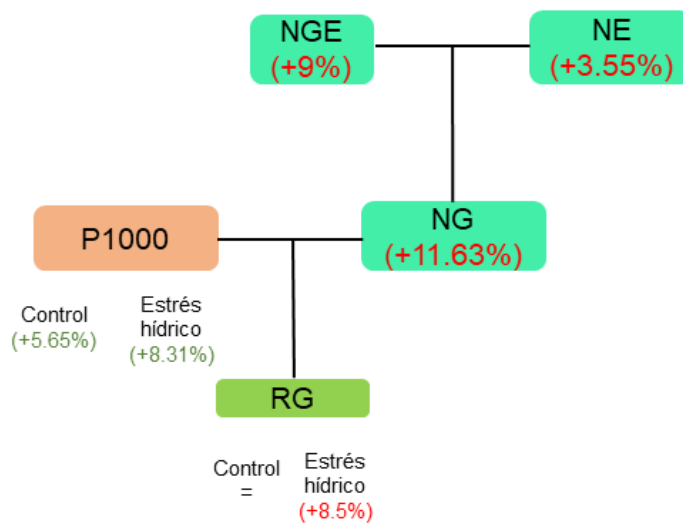 NGE
(+9%)
NE
(+3.55%)
P1000
NG
(+11.63%)
Control
(+5.65%)
Estrés
hídrico
(+8.31%)
RG
Control
=
Estrés
hídrico
(+8.5%)